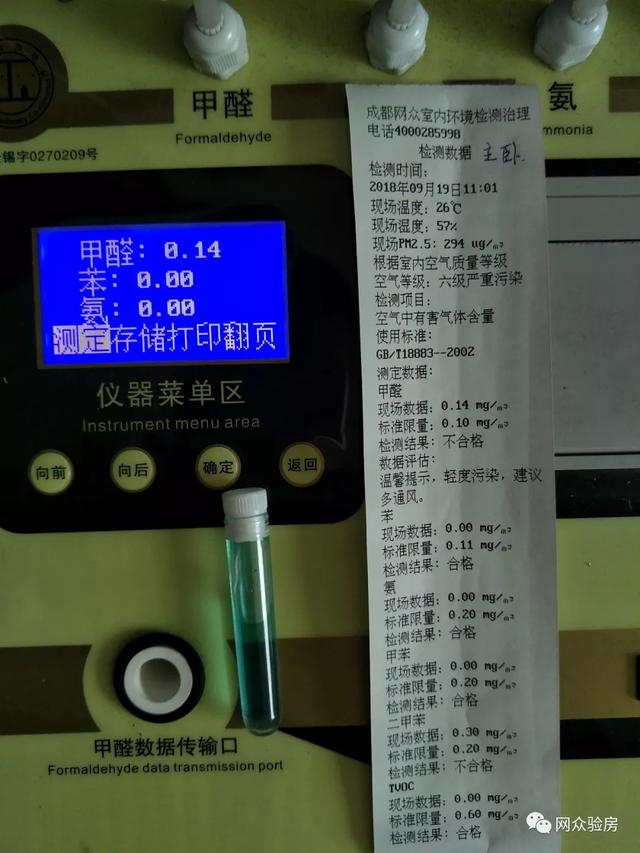 甲醛
Formaldehyde
氨
mmonia
锡字0270209号
甲醛：0.14
苯：0.00
氨：0.00
测定存储打印翻页
仪器菜单区
Instrument menu area
向前
向后
确定
返回
甲醛数据传输口
Formaldehyde data transmission port
成都网众室内环境检测治理
电话4000285998
检测数据 主卧
检测时间：
2018年09月19日11:01
现场温度：26℃
现场湿度：57%
现场PM2.5：294 ug/m³
根据室内空气质量等级
空气等级：六级严重污染
检测项目：
空气中有害气体含量
使用标准：
GB/T18883--2002
测定数据：
甲醛
现场数据：0.14 mg/m³
标准限量：0.10 mg/m³
检测结果：不合格
数据评估：
温馨提示，轻度污染，建议
多通风。
苯
现场数据：0.00 mg/m³
标准限量：0.11 mg/m³
检测结果：合格
氨
现场数据：0.00 mg/m³
标准限量：0.20 mg/m³
检测结果：合格
甲苯
现场数据：0.00 mg/m³
标准限量：0.20 mg/m³
检测结果：合格
二甲苯
现场数据：0.30 mg/m³
标准限量：0.20 mg/m³
检测结果：不合格
TVOC
现场数据：0.00 mg/m³
标准限量：0.60 mg/m³
检测结果：合格
网众验房